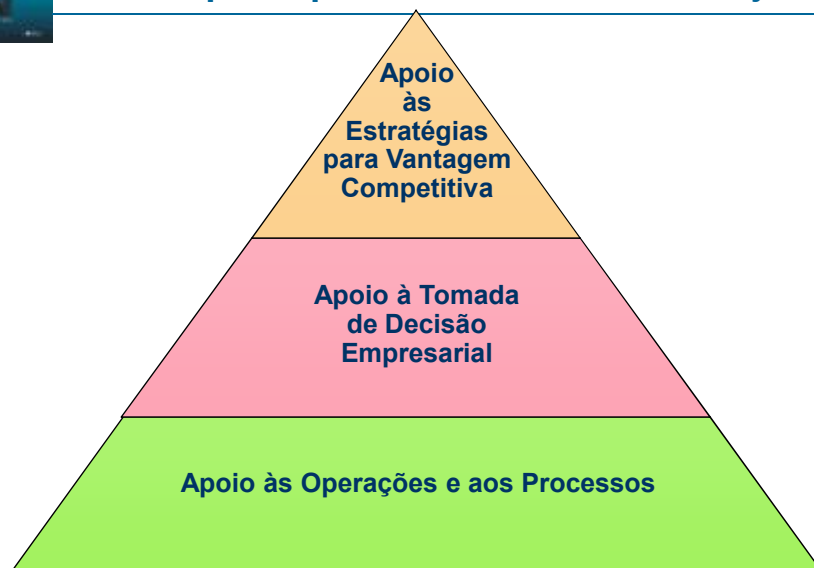 Apoio
às
Estratégias
para Vantagem
Competitiva
Apoio à Tomada
de Decisão
Empresarial
Apoio às Operações e aos Processos